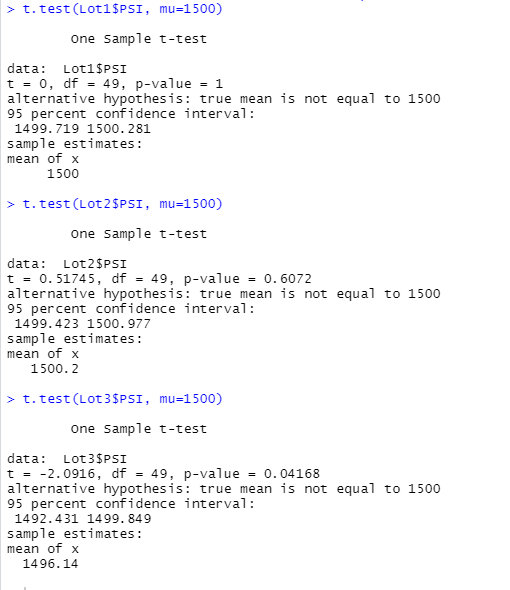 > t.test(Lot1$PSI, mu=1500)
One Sample t-test
data:  Lot1$PSI
t = 0, df = 49, p-value = 1
alternative hypothesis: true mean is not equal to 1500
95 percent confidence interval:
1499.719 1500.281
sample estimates:
mean of x
1500
> t.test(Lot2$PSI, mu=1500)
One Sample t-test
data:  Lot2$PSI
t = 0.51745, df = 49, p-value = 0.6072
alternative hypothesis: true mean is not equal to 1500
95 percent confidence interval:
1499.423 1500.977
sample estimates:
mean of x
1500.2
> t.test(Lot3$PSI, mu=1500)
One Sample t-test
data:  Lot3$PSI
t = -2.0916, df = 49, p-value = 0.04168
alternative hypothesis: true mean is not equal to 1500
95 percent confidence interval:
1492.431 1499.849
sample estimates:
mean of x
1496.14